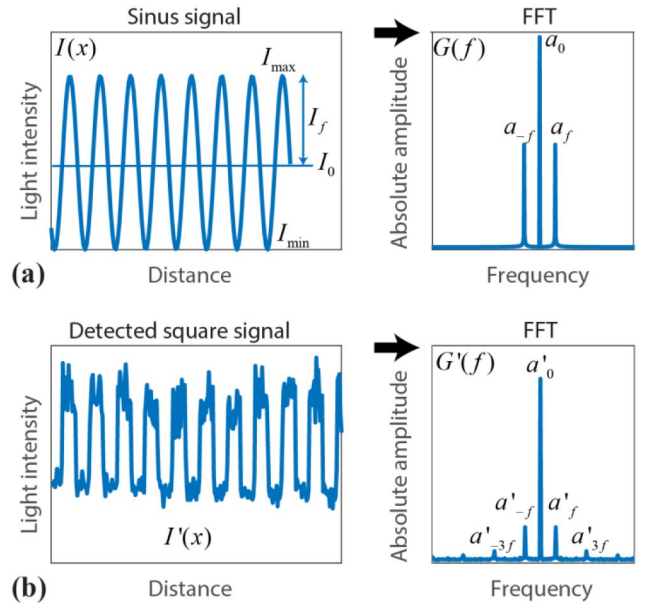 Sinus signal
FFT
I(x)
I_max
I_f
I_0
I_min
Light intensity
Distance
(a)
G(f)
a_0
a_{-f}
a_f
Absolute amplitude
Frequency
Detected square signal
FFT
Light intensity
I'(x)
Distance
(b)
G'(f)
a'_0
a'_{-f}
a'_f
a'_{-3f}
a'_{3f}
Absolute amplitude
Frequency